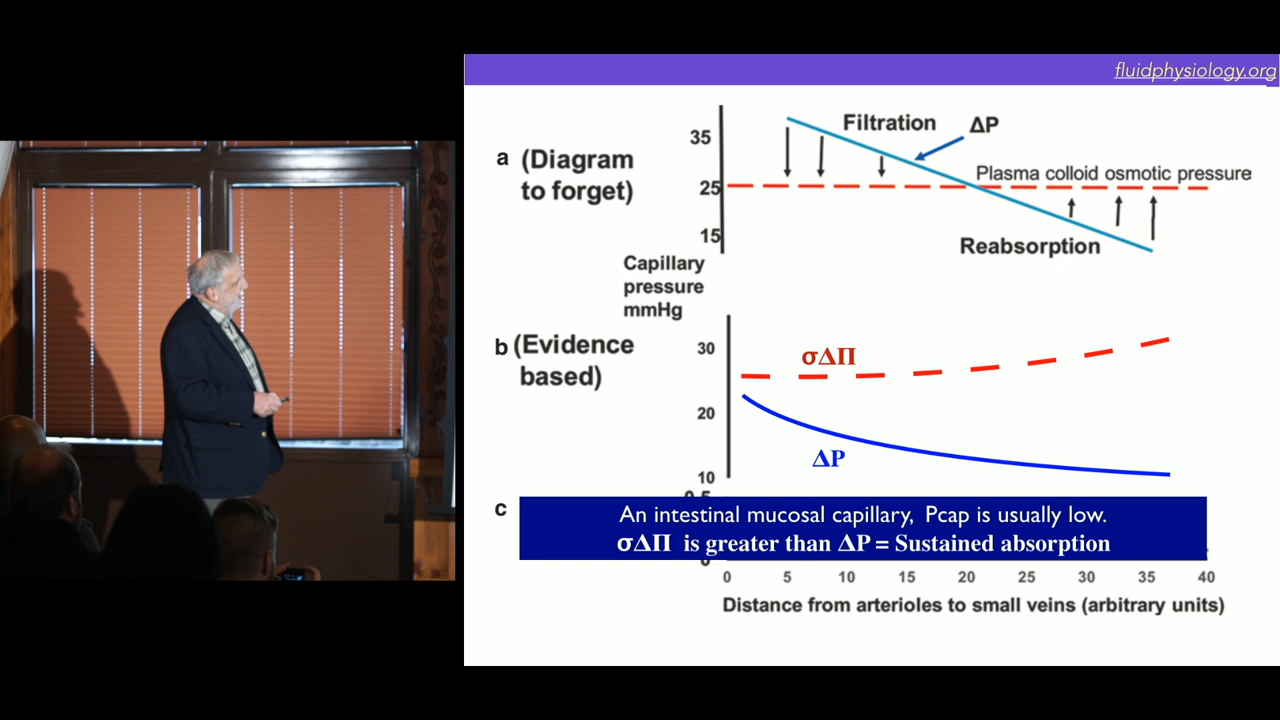 fluidphysiology.org
a (Diagram
to forget)
35
25
15
Filtration
ΔP
Plasma colloid osmotic pressure
Reabsorption
Capillary
pressure
mmHg
b (Evidence
based)
30
20
10
σΔΠ
ΔP
c
An intestinal mucosal capillary, Pcap is usually low.
σΔΠ is greater than ΔP = Sustained absorption
0 5 10 15 20 25 30 35 40
Distance from arterioles to small veins (arbitrary units)